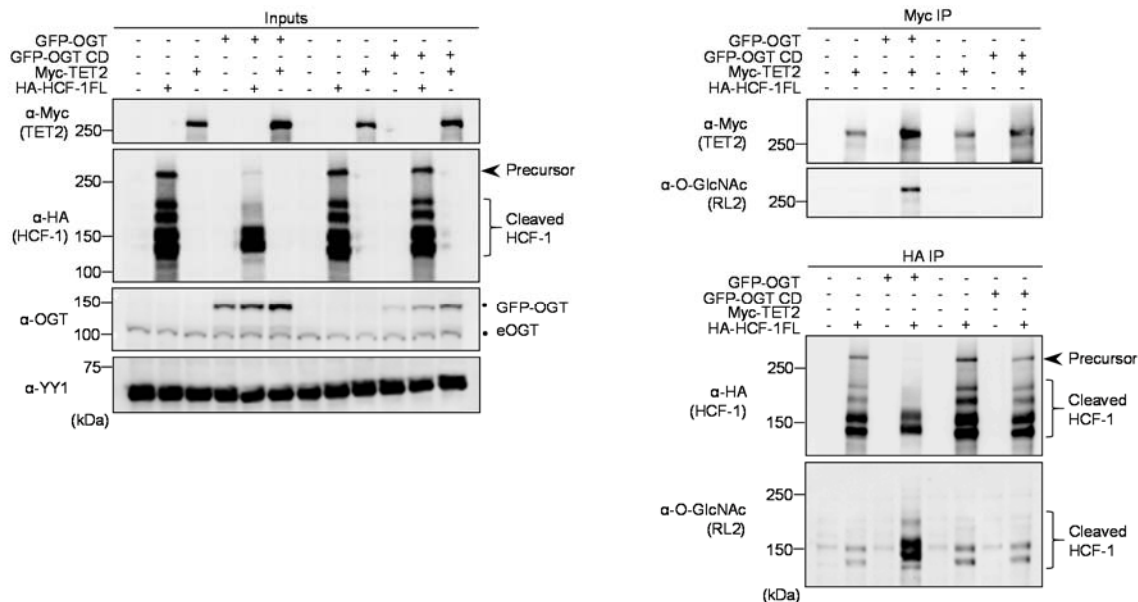 Inputs
GFP-OGT - - - + + + - - - - - -
GFP-OGT CD - - - - - - - - - + + +
Myc-TET2 - - + - - + - - + - - +
HA-HCF-1FL - + - - + - - + - - + -
α-Myc
(TET2)
250
250
150
100
α-HA
(HCF-1)
Precursor
Cleaved
HCF-1
150
100
α-OGT
GFP-OGT
eOGT
75
α-YY1
(kDa)
Myc IP
GFP-OGT - - + + - - - -
GFP-OGT CD - - - - - - + +
Myc-TET2 - + - + - + - +
HA-HCF-1FL - - - - - - - -
α-Myc
(TET2)
250
α-O-GlcNAc
(RL2)
250
HA IP
GFP-OGT - - + + - - - -
GFP-OGT CD - - - - - - + +
Myc-TET2 - - - - - - - -
HA-HCF-1FL - + - + - + - +
250
α-HA
(HCF-1)
150
Precursor
Cleaved
HCF-1
α-O-GlcNAc
(RL2)
250
150
Cleaved
HCF-1
(kDa)